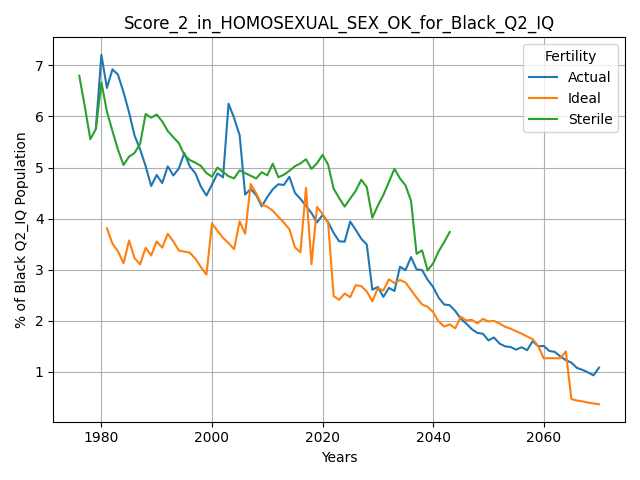 Score_2_in_HOMOSEXUAL_SEX_OK_for_Black_Q2_IQ
Fertility
Actual
Ideal
Sterile
% of Black Q2_IQ Population
7
6
5
4
3
2
1
1980
2000
2020
2040
2060
Years